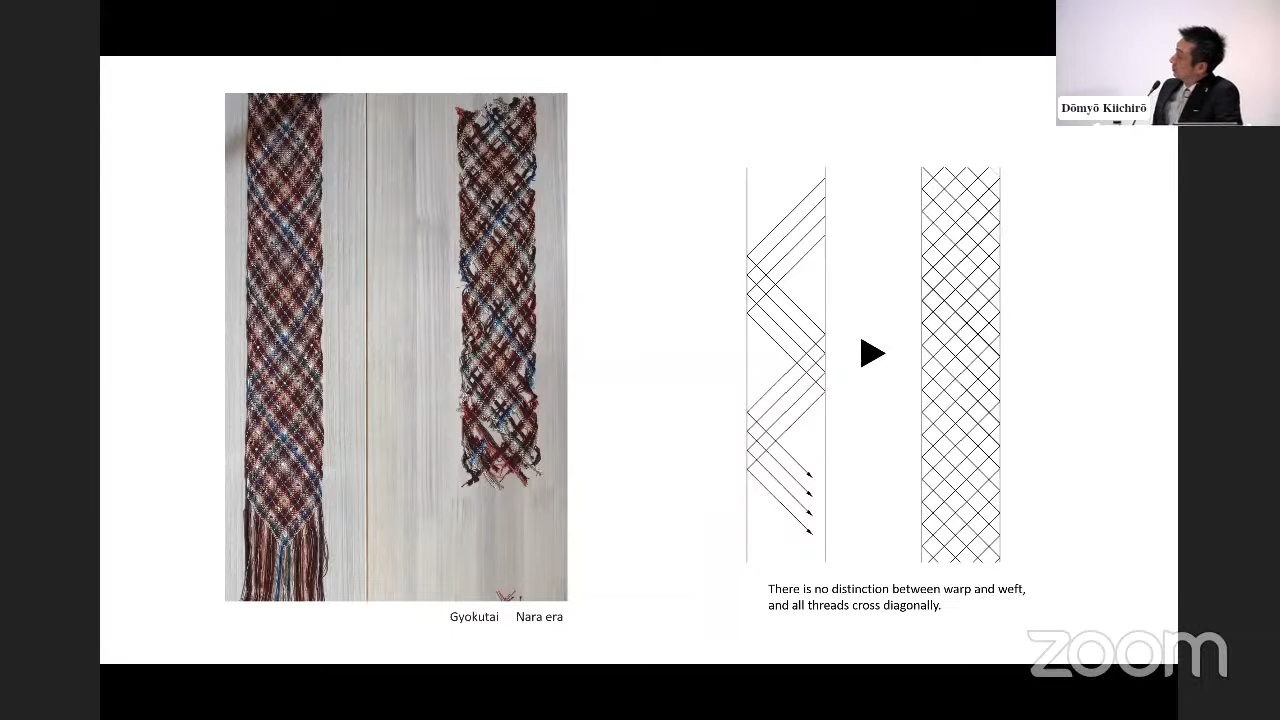 Dōmyō Kiichirō
There is no distinction between warp and weft,
and all threads cross diagonally.
Gyokutai Nara era
zoom